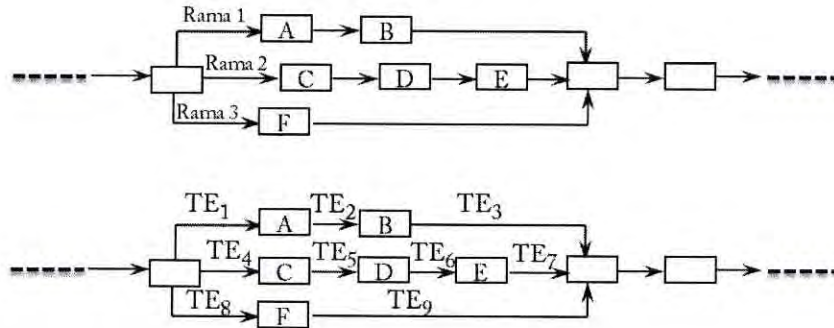 Rama 1
A
B
Rama 2
C
D
E
Rama 3
F
TE₁
A
TE₂
B
TE₃
TE₄
C
TE₅
D
TE₆
E
TE₇
TE₈
F
TE₉